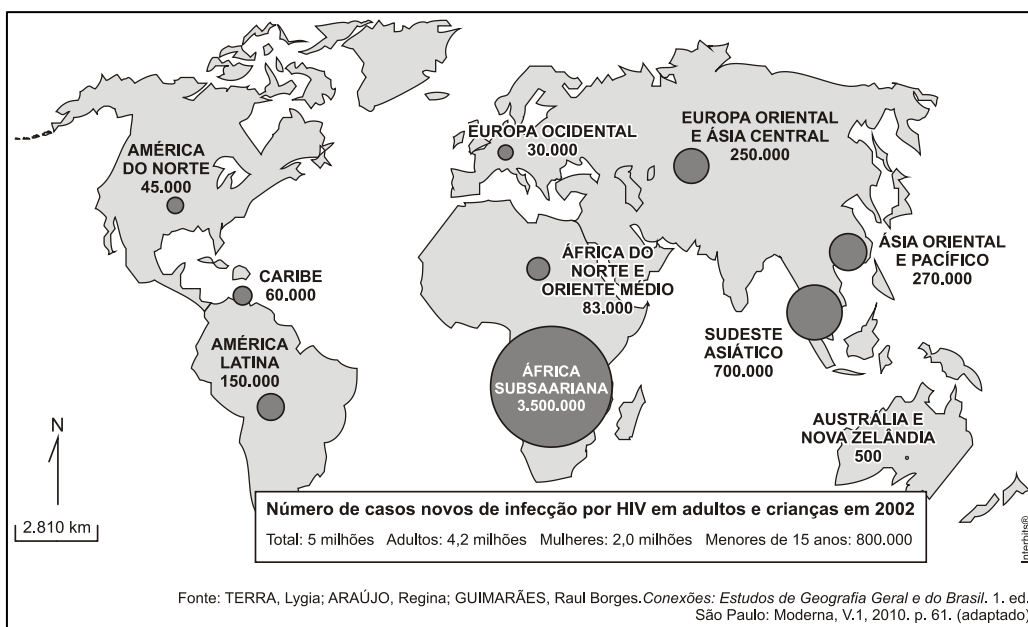 AMÉRICA
DO NORTE
45.000
EUROPA OCIDENTAL
30.000
EUROPA ORIENTAL
E ÁSIA CENTRAL
250.000
CARIBE
60.000
ÁFRICA DO
NORTE E
ORIENTE MÉDIO
83.000
ÁSIA ORIENTAL
E PACÍFICO
270.000
AMÉRICA
LATINA
150.000
ÁFRICA
SUBSAARIANA
3.500.000
SUDESTE
ASIÁTICO
700.000
AUSTRÁLIA E
NOVA ZELÂNDIA
500
N
2.810 km
Número de casos novos de infecção por HIV em adultos e crianças em 2002
Total: 5 milhões Adultos: 4,2 milhões Mulheres: 2,0 milhões Menores de 15 anos: 800.000
Interbits®
Fonte: TERRA, Lygia; ARAÚJO, Regina; GUIMARÃES, Raul Borges.Conexões: Estudos de Geografia Geral e do Brasil. 1. ed.
São Paulo: Moderna, V.1, 2010. p. 61. (adaptado)